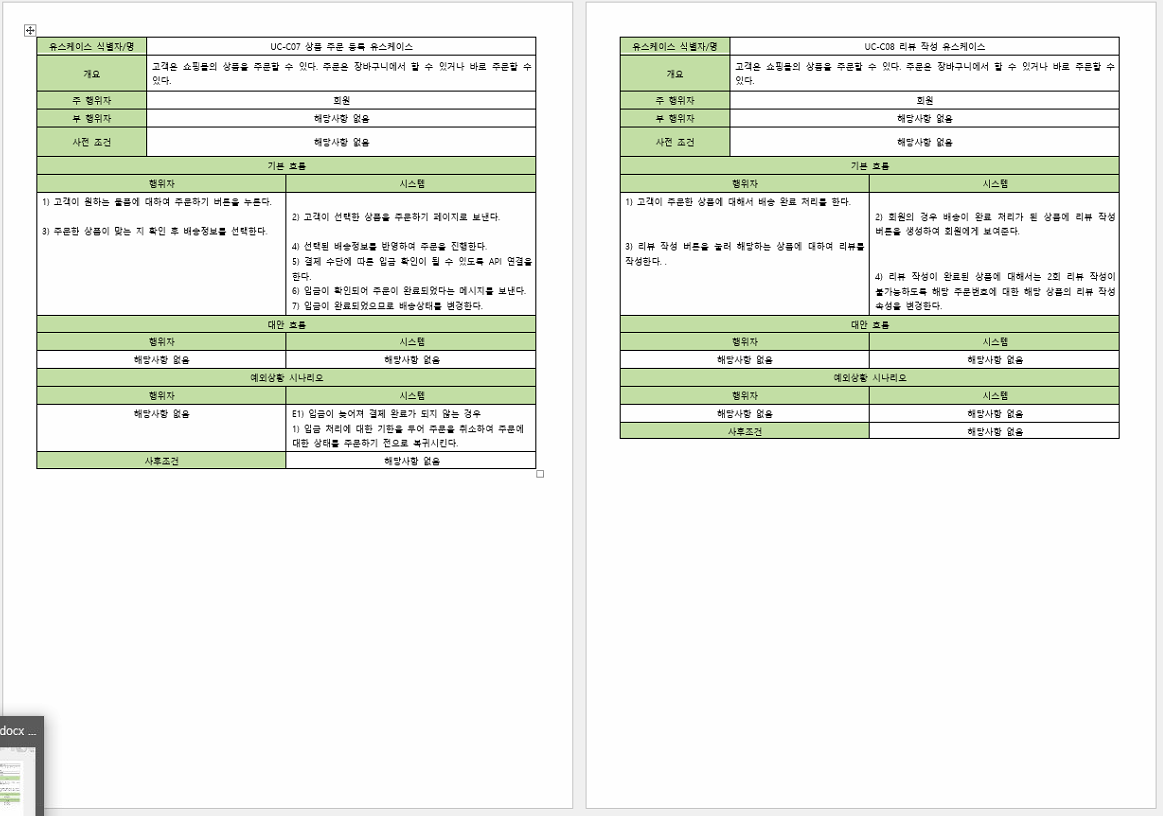 유스케이스 식별자/명 UC-C07 상품 주문 등록 유스케이스
개요 고객은 쇼핑몰의 상품을 주문할 수 있다. 주문은 장바구니에서 할 수 있거나 바로 주문할 수
있다.
주 행위자 회원
부 행위자 해당사항 없음
사전 조건 해당사항 없음
기본 흐름
행위자 시스템
1) 고객이 원하는 물품에 대하여 주문하기 버튼을 누른다.
2) 고객이 선택한 상품을 주문하기 페이지로 보낸다.
3) 주문한 상품이 맞는 지 확인 후 배송정보를 선택한다.
4) 선택된 배송정보를 반영하여 주문을 진행한다.
5) 결제 수단에 따른 입금 확인이 될 수 있도록 API 연결을
한다.
6) 입금이 확인되어 주문이 완료되었다는 메시지를 보낸다.
7) 입금이 완료되었으므로 배송상태를 변경한다.
대안 흐름
행위자 시스템
해당사항 없음 해당사항 없음
예외상황 시나리오
행위자 시스템
해당사항 없음 E1) 입금이 늦어져 결제 완료가 되지 않는 경우
1) 입금 처리에 대한 기한을 두어 주문을 취소하여 주문에
대한 상태를 주문하기 전으로 복귀시킨다.
사후조건 해당사항 없음
유스케이스 식별자/명 UC-C08 리뷰 작성 유스케이스
개요 고객은 쇼핑몰의 상품을 주문할 수 있다. 주문은 장바구니에서 할 수 있거나 바로 주문할 수
있다.
주 행위자 회원
부 행위자 해당사항 없음
사전 조건 해당사항 없음
기본 흐름
행위자 시스템
1) 고객이 주문한 상품에 대해서 배송 완료 처리를 한다.
2) 회원의 경우 배송이 완료 처리가 된 상품에 리뷰 작성
버튼을 생성하여 회원에게 보여준다.
3) 리뷰 작성 버튼을 눌러 해당하는 상품에 대하여 리뷰를
작성한다. .
4) 리뷰 작성이 완료된 상품에 대해서는 2회 리뷰 작성이
불가능하도록 해당 주문번호에 대한 해당 상품의 리뷰 작성
속성을 변경한다.
대안 흐름
행위자 시스템
해당사항 없음 해당사항 없음
예외상황 시나리오
행위자 시스템
해당사항 없음 해당사항 없음
사후조건 해당사항 없음
docx ...